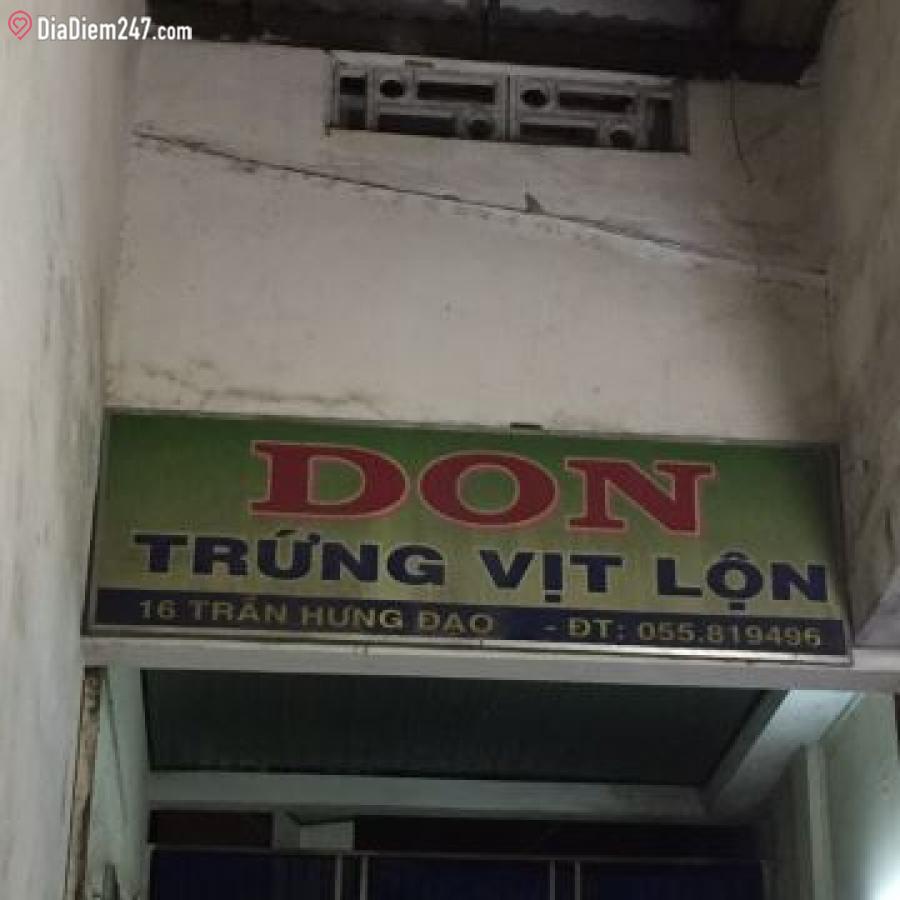 DiaDiem247.com
DON
TRỨNG VỊT LỘN
16 TRẦN HƯNG ĐẠO - ĐT: 055.819496